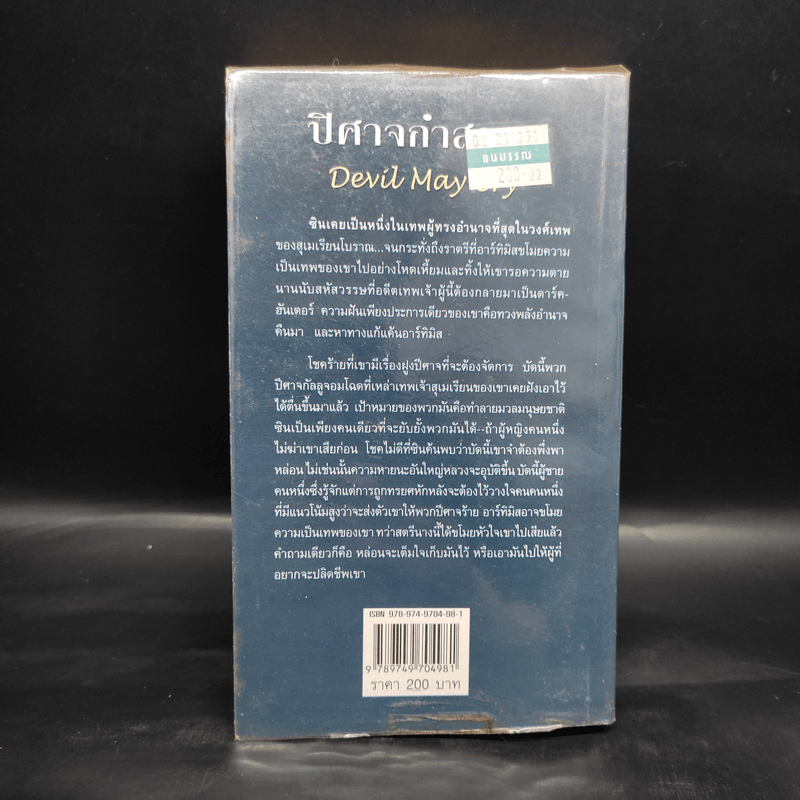 ปีศาจกำส
Devil May Cry
ธนบรรณ
200.00
ซินเคยเป็นหนึ่งในเทพผู้ทรงอำนาจที่สุดในวงศ์เทพ
ของสุเมเรียนโบราณ...จนกระทั่งถึงราตรีที่อาร์ทิมิสขโมยความ
เป็นเทพของเขาไปอย่างโหดเหี้ยมและทิ้งให้เขารอความตาย
นานนับสหัสวรรษที่อดีตเทพเจ้าผู้นี้ต้องกลายมาเป็นดาร์ค-
ฮันเตอร์ ความฝันเพียงประการเดียวของเขาคือทวงพลังอำนาจ
คืนมา และหาทางแก้แค้นอาร์ทิมิส
โชคร้ายที่เขามีเรื่องฝูงปีศาจที่จะต้องจัดการ บัดนี้พวก
ปีศาจกัลลูจอมโฉดที่เหล่าเทพเจ้าสุเมเรียนของเขาเคยฝังเอาไว้
ได้ตื่นขึ้นมาแล้ว เป้าหมายของพวกมันคือทำลายมวลมนุษยชาติ
ซินเป็นเพียงคนเดียวที่จะยับยั้งพวกมันได้--ถ้าผู้หญิงคนหนึ่ง
ไม่ฆ่าเขาเสียก่อน โชคไม่ดีที่ซินค้นพบว่าบัดนี้เขาจำต้องพึ่งพา
หล่อน ไม่เช่นนั้นความหายนะอันใหญ่หลวงจะอุบัติขึ้น บัดนี้ผู้ชาย
คนหนึ่งซึ่งรู้จักแต่การถูกทรยศหักหลังจะต้องไว้วางใจคนคนหนึ่ง
ที่มีแนวโน้มสูงว่าจะส่งตัวเขาให้พวกปีศาจร้าย อาร์ทิมิสอาจขโมย
ความเป็นเทพของเขา ทว่าสตรีนางนี้ได้ขโมยหัวใจเขาไปเสียแล้ว
คำถามเดียวก็คือ หล่อนจะเต็มใจเก็บมันไว้ หรือเอามันไปให้ผู้ที่
อยากจะปลิดชีพเขา
ISBN 978-974-9704-98-1
9 789749 704981
ราคา 200 บาท